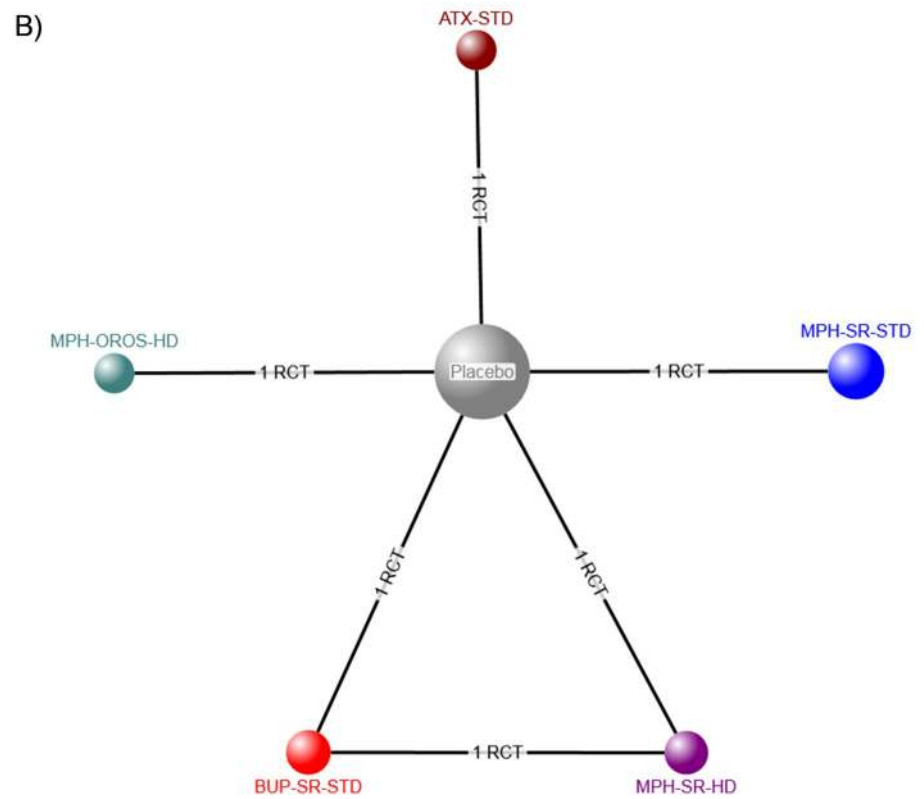 B)
ATX-STD
1 RCT
MPH-OROS-HD
1 RCT
Placebo
1 RCT
MPH-SR-STD
1 RCT
1 RCT
BUP-SR-STD
1 RCT
MPH-SR-HD